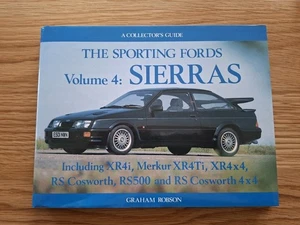 A COLLECTOR'S GUIDE
THE SPORTING FORDS
Volume 4: SIERRAS
Including XR4i, Merkur XR4Ti, XR4x4,
RS Cosworth, RS500 and RS Cosworth 4x4
GRAHAM ROBSON